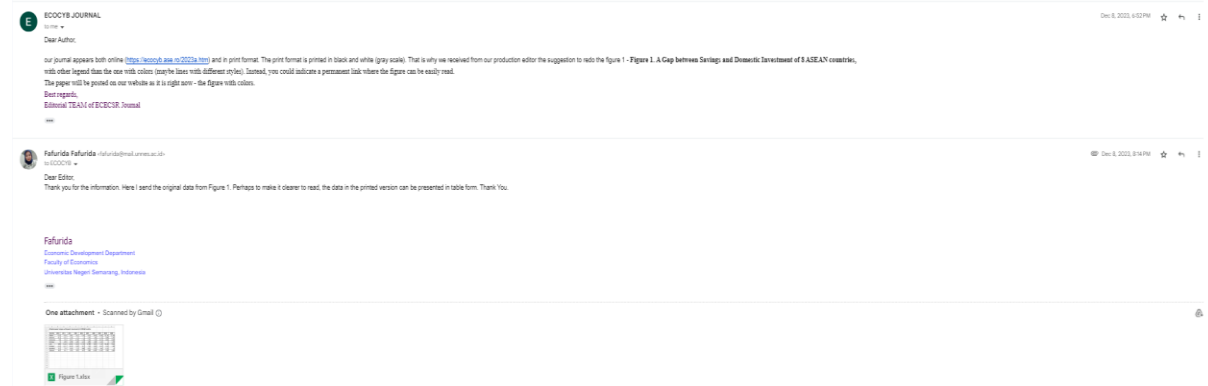 E
ECOCYB JOURNAL
to me
Dec 8, 2023, 6:02 PM
Dear Author,
our journal appears both online (https://ecocyb.ase.ro/2023a.htm) and in print format. The print format is printed in black and white (gray scale). That is why we received from our production editor the suggestion to redo the figure 1 - Figure 1. A Gap between Savings and Domestic Investment of 8 ASEAN countries,
with other legend than the one with colors (maybe lines with different styles). Instead, you could indicate a permanent link where the figure can be easily read.
The paper will be posted on our website as it is right now - the figure with colors.
Best regards,
Editorial TEAM of ECECSR Journal
Fafurida Fafurida <fafurida@mail.unnes.ac.id>
to ECOCYB
Dec 8, 2023, 8:14 PM
Dear Editor,
Thank you for the information. Here I send the original data from Figure 1. Perhaps to make it clearer to read, the data in the printed version can be presented in table form. Thank You.
Fafurida
Economic Development Department
Faculty of Economics
Universitas Negeri Semarang, Indonesia
One attachment • Scanned by Gmail
Figure 1.xlsx